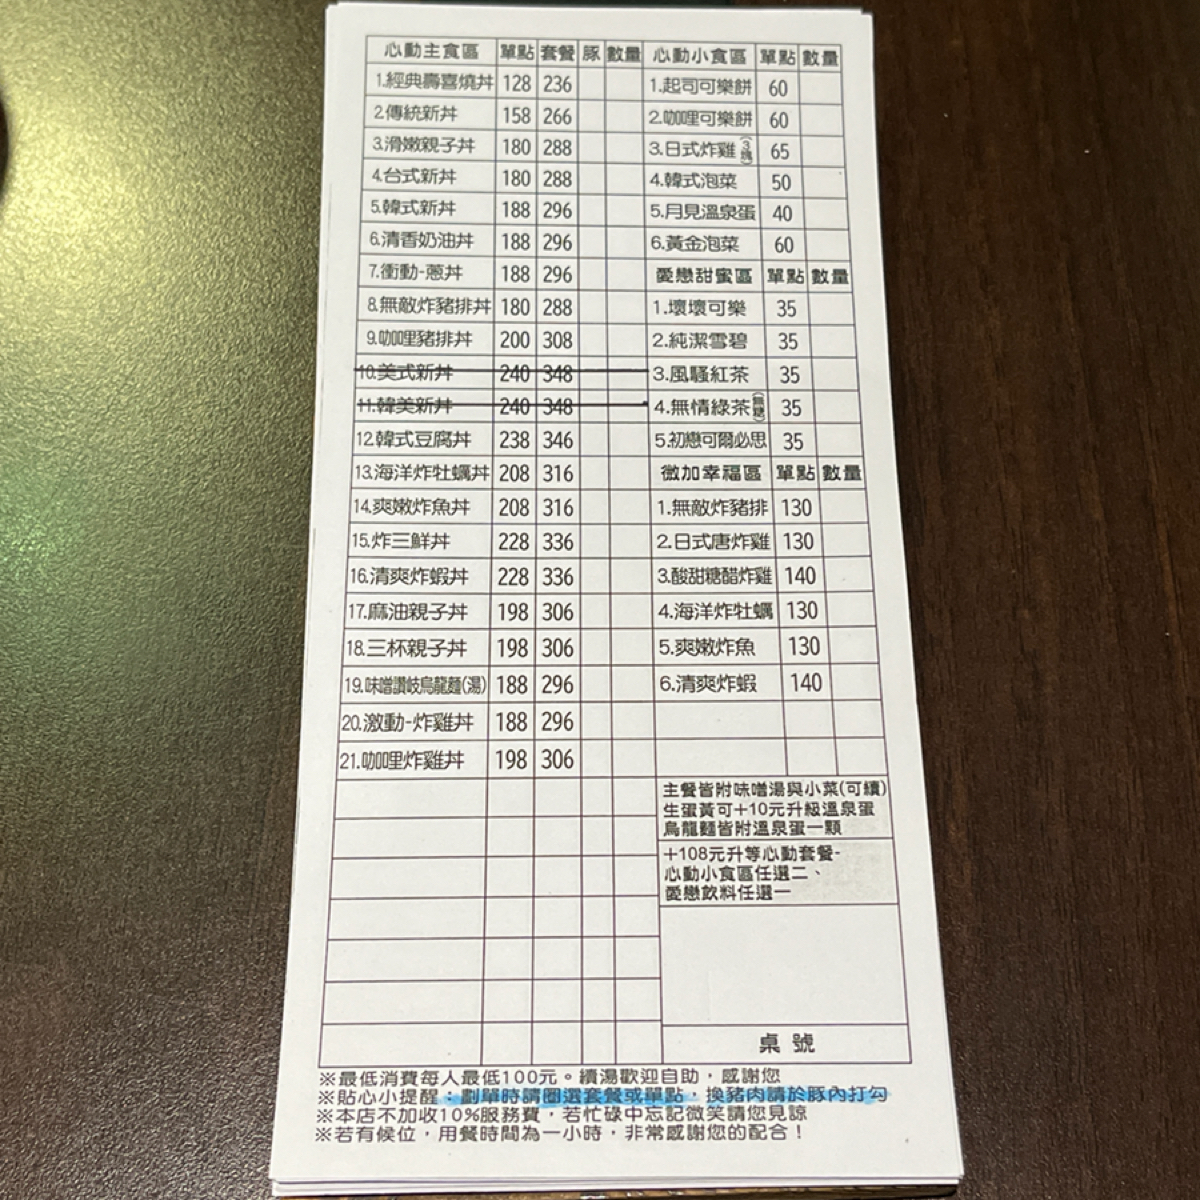 心動主食區 單點 套餐 豚 數量
1.經典壽喜燒丼 128 236
2.傳統新丼 158 266
3.滑嫩親子丼 180 288
4.台式新丼 180 288
5.韓式新丼 188 296
6.清香奶油丼 188 296
7.衝動-蔥丼 188 296
8.無敵炸豬排丼 180 288
9.咖哩豬排丼 200 308
10.美式新丼 240 348
11.韓美新丼 240 348
12.韓式豆腐丼 238 346
13.海洋炸牡蠣丼 208 316
14.爽嫩炸魚丼 208 316
15.炸三鮮丼 228 336
16.清爽炸蝦丼 228 336
17.麻油親子丼 198 306
18.三杯親子丼 198 306
19.味噌讚岐烏龍麵(湯) 188 296
20.激動-炸雞丼 188 296
21.咖哩炸雞丼 198 306
心動小食區 單點 數量
1.起司可樂餅 60
2.咖哩可樂餅 60
3.日式炸雞(3塊) 65
4.韓式泡菜 50
5.月見溫泉蛋 40
6.黃金泡菜 60
愛戀甜蜜區 單點 數量
1.壞壞可樂 35
2.純潔雪碧 35
3.風騷紅茶 35
4.無情綠茶(無糖) 35
5.初戀可爾必思 35
微加幸福區 單點 數量
1.無敵炸豬排 130
2.日式唐炸雞 130
3.酸甜糖醋炸雞 140
4.海洋炸牡蠣 130
5.爽嫩炸魚 130
6.清爽炸蝦 140
主餐皆附味噌湯與小菜(可續)
生蛋黃可+10元升級溫泉蛋
烏龍麵皆附溫泉蛋一顆
+108元升等心動套餐-
心動小食區任選二、
愛戀飲料任選一
桌號
※最低消費每人最低100元。續湯歡迎自助，感謝您
※貼心小提醒：劃單時請圈選套餐或單點，換豬肉請於豚內打勾
※本店不加收10%服務費，若忙碌中忘記微笑請您見諒
※若有候位，用餐時間為一小時，非常感謝您的配合！